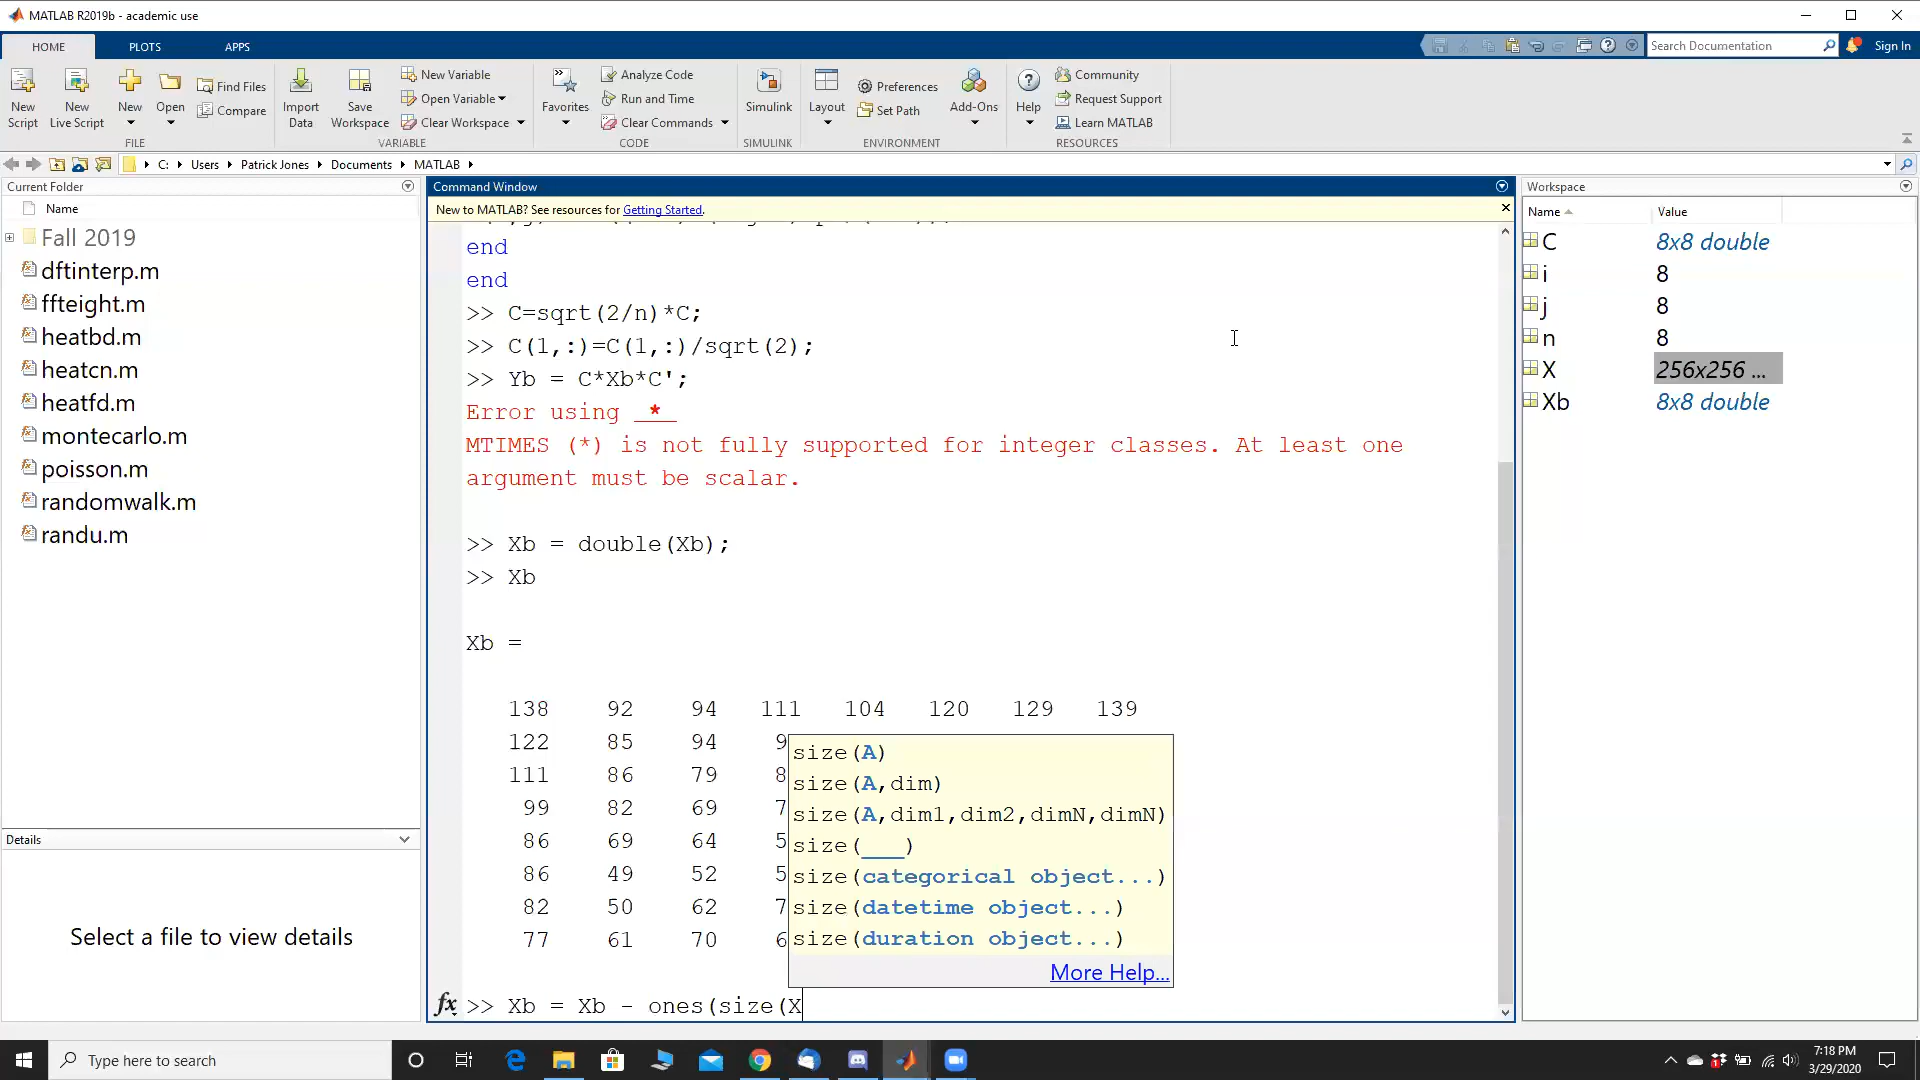 MATLAB R2019b - academic use
HOME PLOTS APPS
Search Documentation
Sign In
New Script
New Live Script
New
Open
Find Files
Compare
Import Data
Save Workspace
New Variable
Open Variable
Clear Workspace
Favorites
Analyze Code
Run and Time
Clear Commands
Simulink
Layout
Preferences
Set Path
Add-Ons
Help
Community
Request Support
Learn MATLAB
FILE VARIABLE CODE SIMULINK ENVIRONMENT RESOURCES
C: Users Patrick Jones Documents MATLAB
Current Folder
Name
Fall 2019
dftinterp.m
ffteight.m
heatbd.m
heatcn.m
heatfd.m
montecarlo.m
poisson.m
randomwalk.m
randu.m
Details
Select a file to view details
Command Window
New to MATLAB? See resources for Getting Started.
end
end
>> C=sqrt(2/n)*C;
>> C(1,:)=C(1,:)/sqrt(2);
>> Yb = C*Xb*C';
Error using *
MTIMES (*) is not fully supported for integer classes. At least one
argument must be scalar.
>> Xb = double(Xb);
>> Xb
Xb =
138 92 94 111 104 120 129 139
122 85 94 9
111 86 79 8
99 82 69 7
86 69 64 5
86 49 52 5
82 50 62 7
77 61 70 6
size(A)
size(A,dim)
size(A,dim1,dim2,dimN,dimN)
size(___)
size(categorical object...)
size(datetime object...)
size(duration object...)
More Help...
fx >> Xb = Xb - ones(size(X
Workspace
Name Value
C 8x8 double
i 8
j 8
n 8
X 256x256 ...
Xb 8x8 double
Type here to search
7:18 PM
3/29/2020